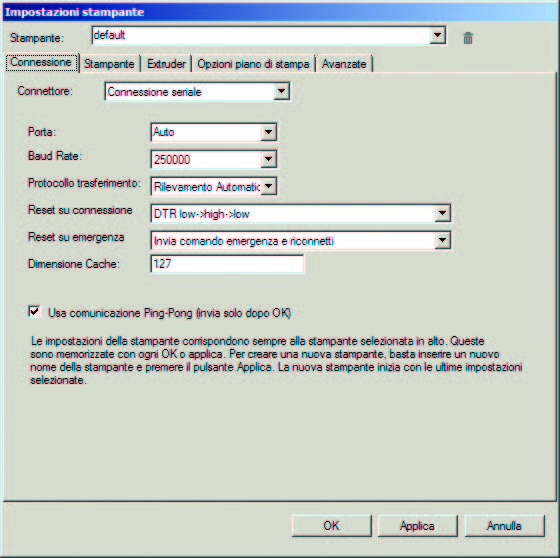 Impostazioni stampante
Stampante: default
Connessione Stampante Extruder Opzioni piano di stampa Avanzate
Connettore: Connessione seriale
Porta: Auto
Baud Rate: 250000
Protocollo trasferimento: Rilevamento Automatic
Reset su connessione DTR low->high->low
Reset su emergenza Invia comando emergenza e riconnetti
Dimensione Cache: 127
Usa comunicazione Ping-Pong (invia solo dopo OK)
Le impostazioni della stampante corrispondono sempre alla stampante selezionata in alto. Queste
sono memorizzate con ogni OK o applica. Per creare una nuova stampante, basta inserire un nuovo
nome della stampante e premere il pulsante Applica. La nuova stampante inizia con le ultime impostazioni
selezionate.
OK Applica Annulla